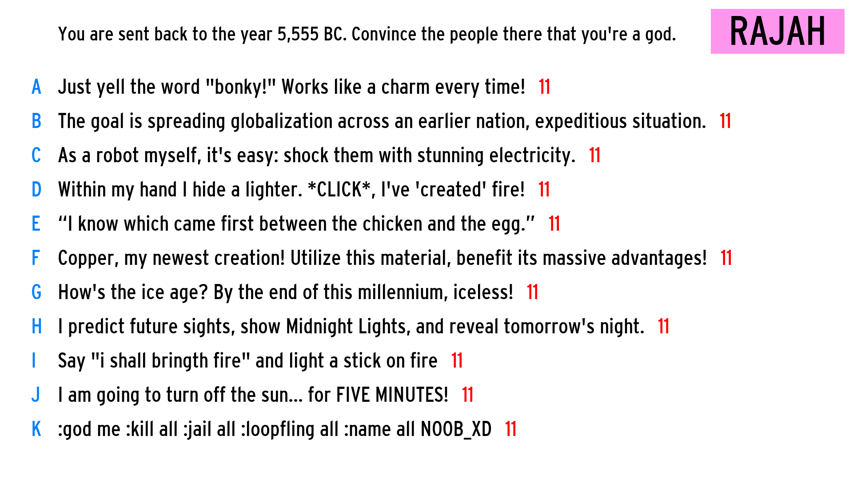 You are sent back to the year 5,555 BC. Convince the people there that you're a god.
RAJAH
A Just yell the word "bonky!" Works like a charm every time! 11
B The goal is spreading globalization across an earlier nation, expeditious situation. 11
C As a robot myself, it's easy: shock them with stunning electricity. 11
D Within my hand I hide a lighter. *CLICK*, I've 'created' fire! 11
E “I know which came first between the chicken and the egg.” 11
F Copper, my newest creation! Utilize this material, benefit its massive advantages! 11
G How's the ice age? By the end of this millennium, iceless! 11
H I predict future sights, show Midnight Lights, and reveal tomorrow's night. 11
I Say "i shall bringth fire" and light a stick on fire 11
J I am going to turn off the sun... for FIVE MINUTES! 11
K :god me :kill all :jail all :loopfling all :name all NOOB_XD 11